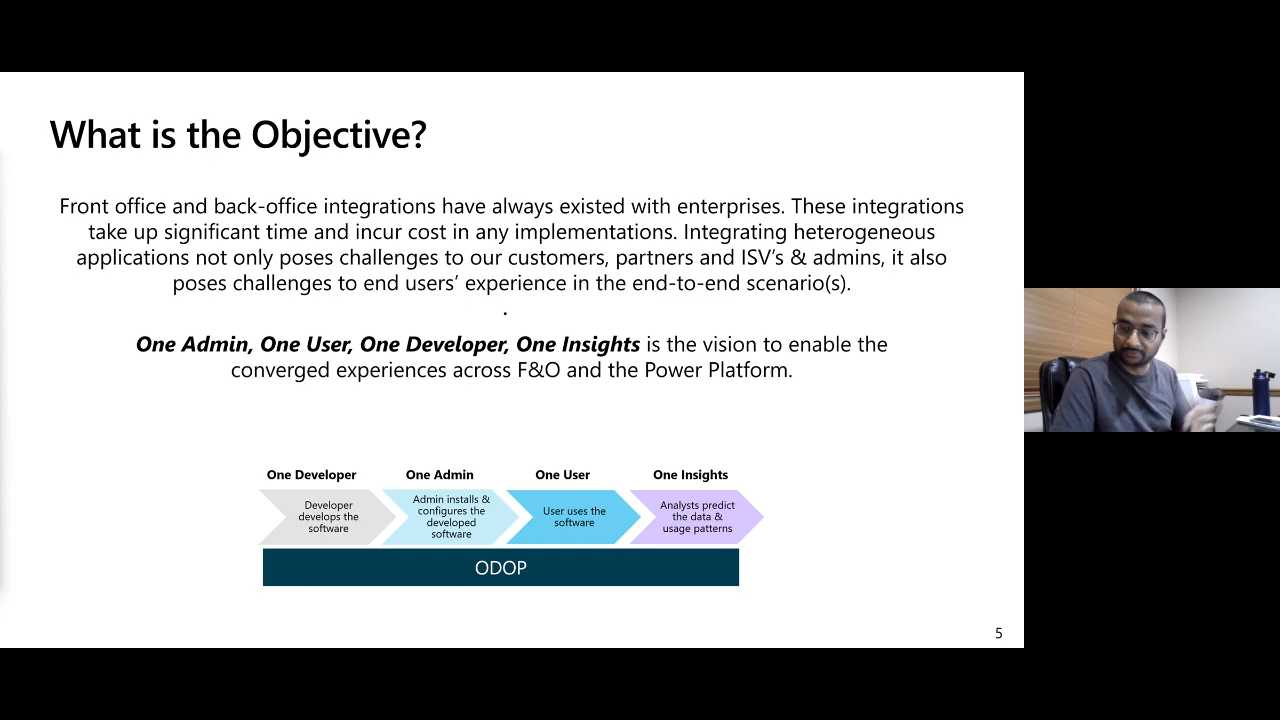 What is the Objective?
Front office and back-office integrations have always existed with enterprises. These integrations
take up significant time and incur cost in any implementations. Integrating heterogeneous
applications not only poses challenges to our customers, partners and ISV's & admins, it also
poses challenges to end users' experience in the end-to-end scenario(s).
.
One Admin, One User, One Developer, One Insights is the vision to enable the
converged experiences across F&O and the Power Platform.
One Developer
One Admin
One User
One Insights
Developer
develops the
software
Admin installs &
configures the
developed
software
User uses the
software
Analysts predict
the data &
usage patterns
ODOP
5